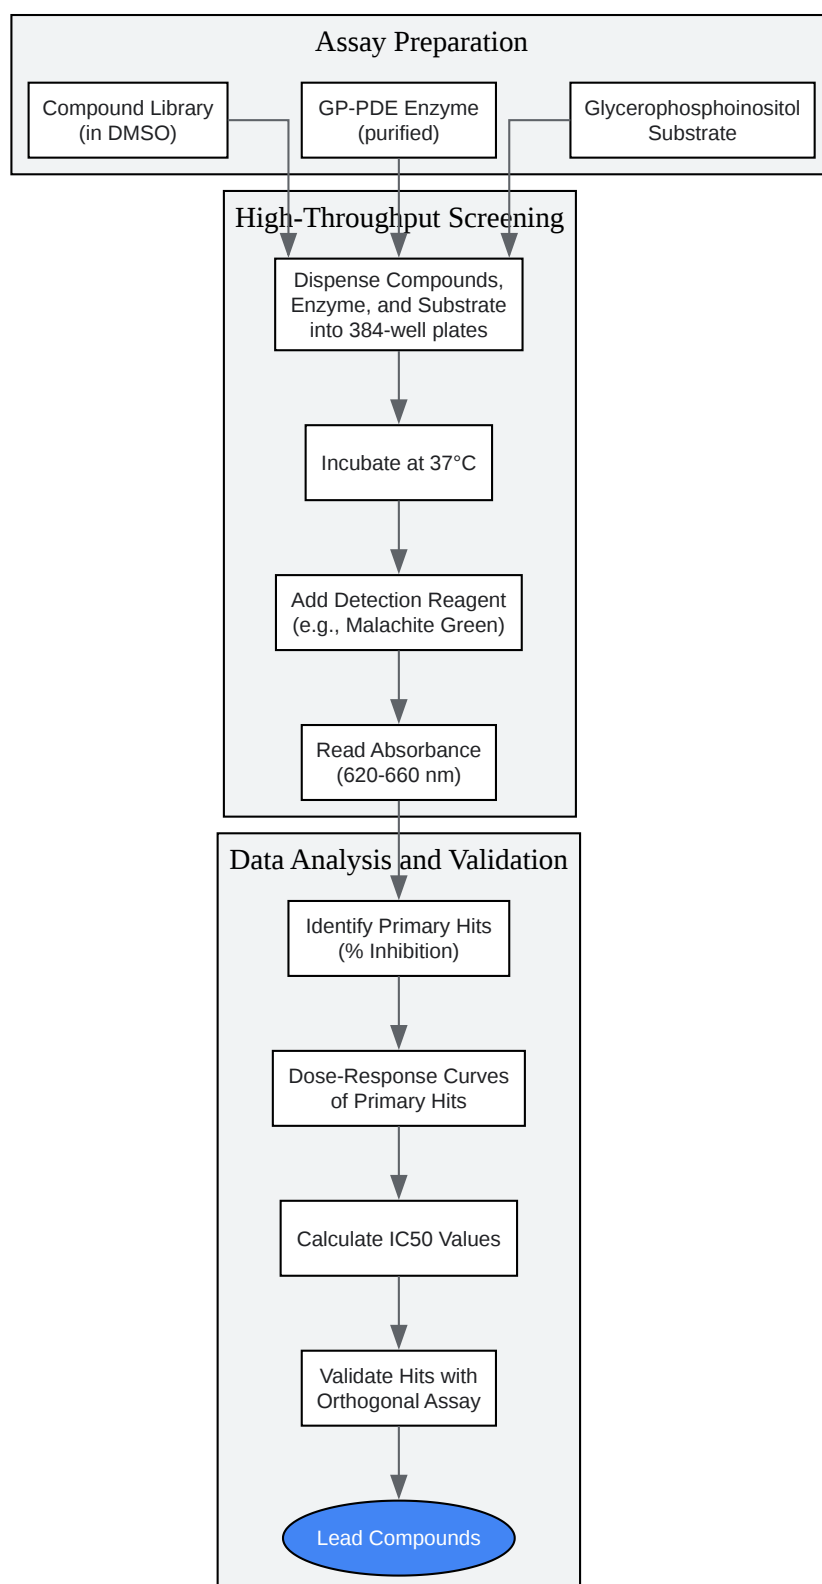 Assay Preparation
Compound Library
(in DMSO)
GP-PDE Enzyme
(purified)
Glycerophosphoinositol
Substrate
High-Throughput Screening
Dispense Compounds,
Enzyme, and Substrate
into 384-well plates
Incubate at 37°C
Add Detection Reagent
(e.g., Malachite Green)
Read Absorbance
(620-660 nm)
Data Analysis and Validation
Identify Primary Hits
(% Inhibition)
Dose-Response Curves
of Primary Hits
Calculate IC50 Values
Validate Hits with
Orthogonal Assay
Lead Compounds